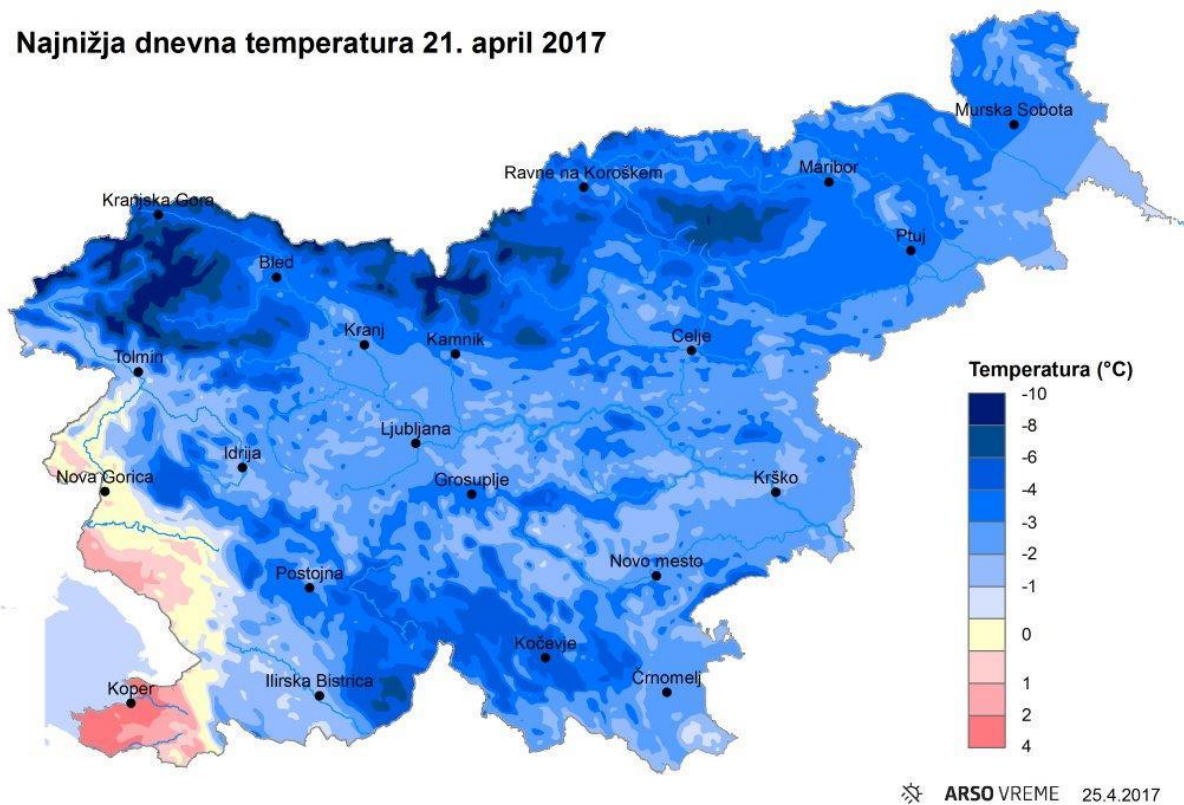 Najnižja dnevna temperatura 21. april 2017
Murska Sobota
Ravne na Koroškem
Maribor
Kranjska Gora
Ptuj
Bled
Kranj
Kamnik
Celje
Tolmin
Temperatura (°C)
-10
-8
-6
-4
-3
-2
-1
0
1
2
4
Ljubljana
Idrija
Nova Gorica
Grosuplje
Krško
Postojna
Novo mesto
Kočevje
Koper
Ilirska Bistrica
Črnomelj
ARSO VREME 25.4.2017